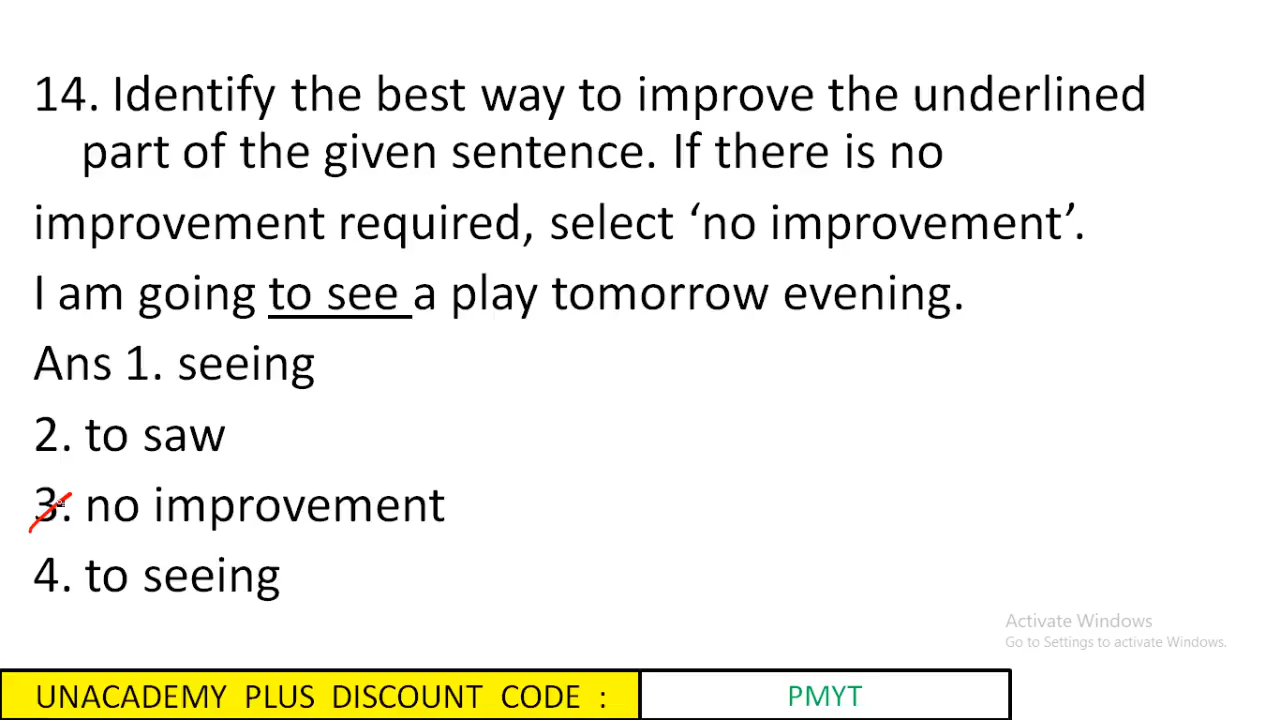 14. Identify the best way to improve the underlined
part of the given sentence. If there is no
improvement required, select ‘no improvement’.
I am going to see a play tomorrow evening.
Ans 1. seeing
2. to saw
3. no improvement
4. to seeing
Activate Windows
Go to Settings to activate Windows.
UNACADEMY PLUS DISCOUNT CODE : PMYT